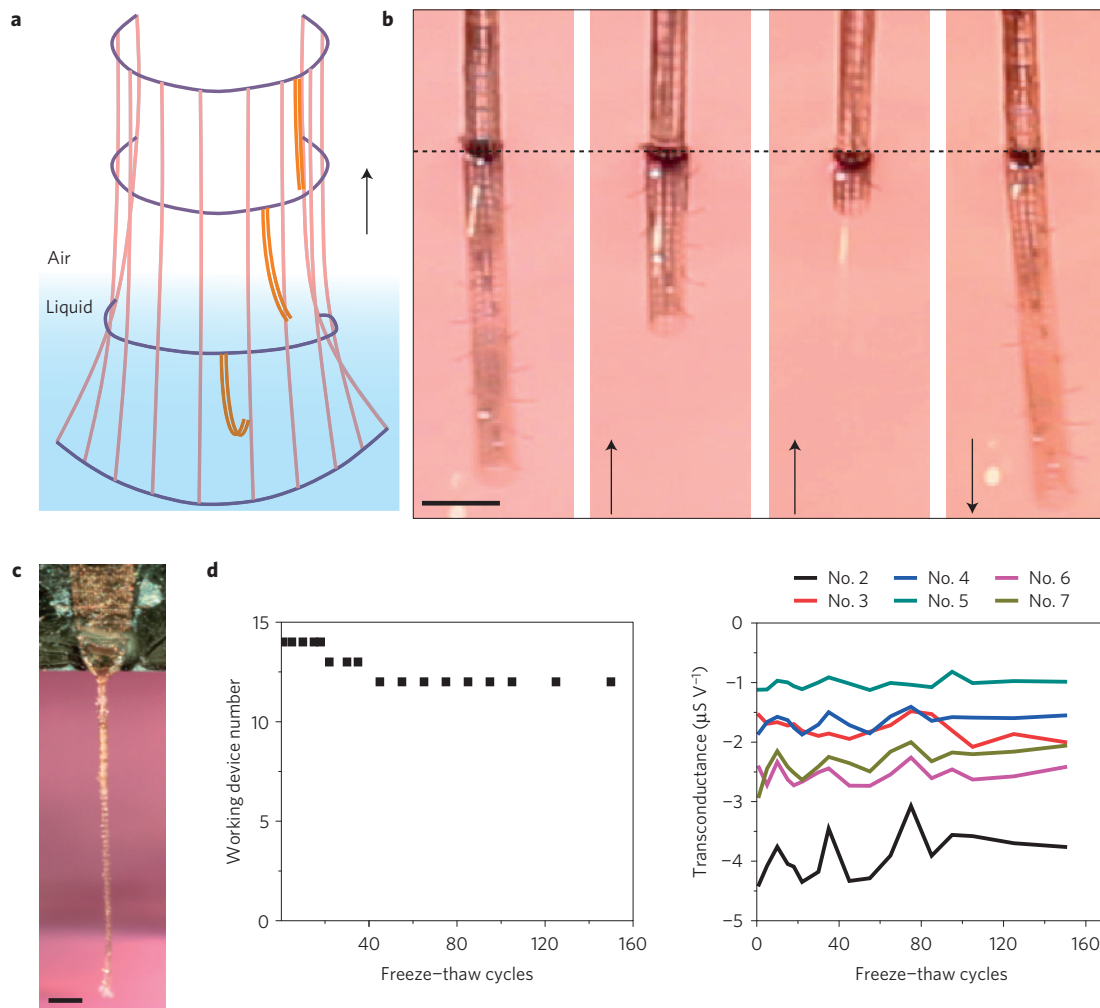 a
Air
Liquid
b
c
d
15
10
5
0
40
80
120
160
Working device number
Freeze–thaw cycles
No. 2
No. 4
No. 6
No. 3
No. 5
No. 7
0
−1
−2
−3
−4
−5
0
40
80
120
160
Transconductance (μS V−1)
Freeze–thaw cycles